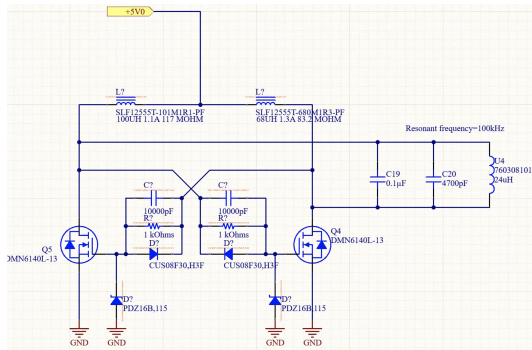 +5V0
L?
L?
SLF12555T-101M1R1-PF
100UH 1.1A 117 MOHM
SLF12555T-680M1R3-PF
68UH 1.3A 83.2 MOHM
Resonant frequency=100kHz
C19
0.1µF
C20
4700pF
U4
760308101
24uH
C?
10000pF
R?
1 kOhms
D?
CUS08F30,H3F
C?
10000pF
R?
1 kOhms
D?
CUS08F30,H3F
Q5
DMN6140L-13
Q4
DMN6140L-13
D?
PDZ16B,115
D?
PDZ16B,115
GND
GND
GND
GND